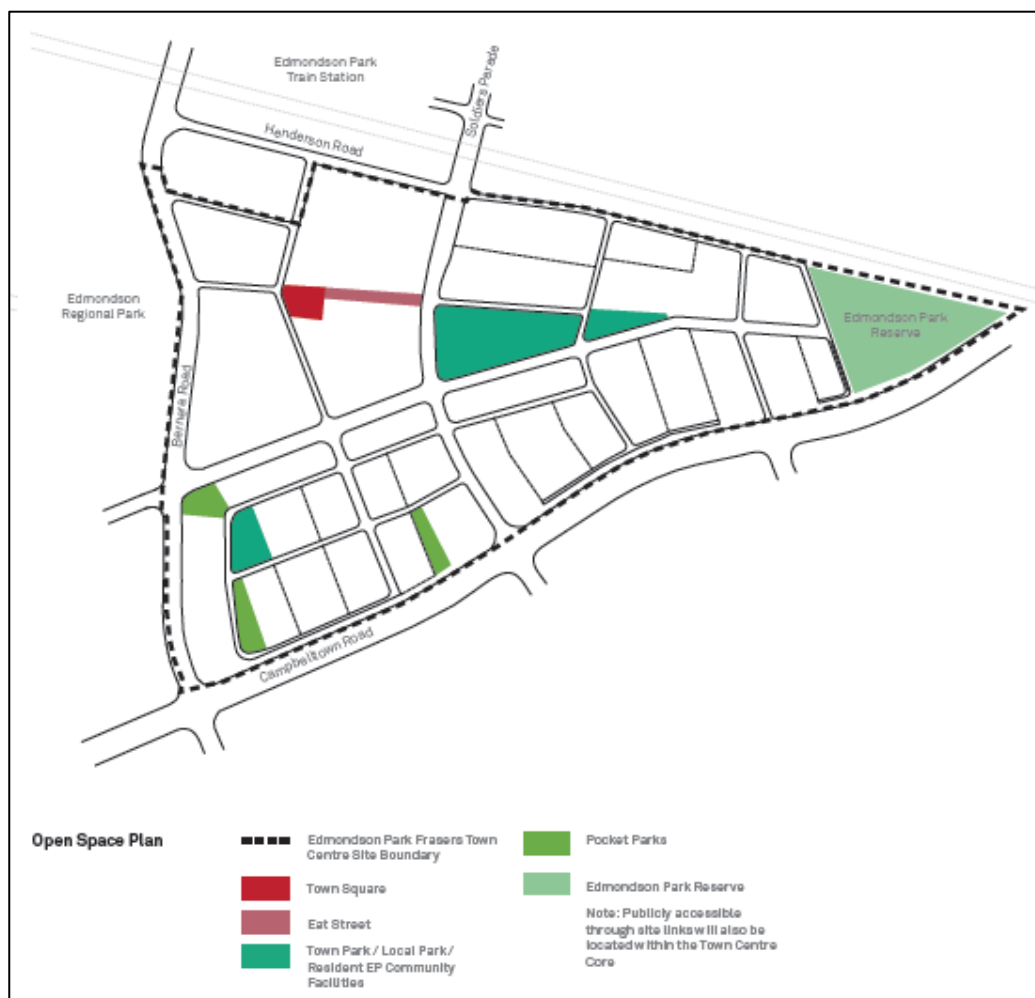 Edmondson Park
Train Station
Soldiers Parade
Henderson Road
Edmondson
Regional Park
Edmondson Park
Reserve
Bernera Road
Campbelltown Road
Open Space Plan
Edmondson Park Frasers Town
Centre Site Boundary
Town Square
Eat Street
Town Park / Local Park /
Resident EP Community
Facilities
Pocket Parks
Edmondson Park Reserve
Note: Publicly accessible
through site links will also be
located within the Town Centre
Core